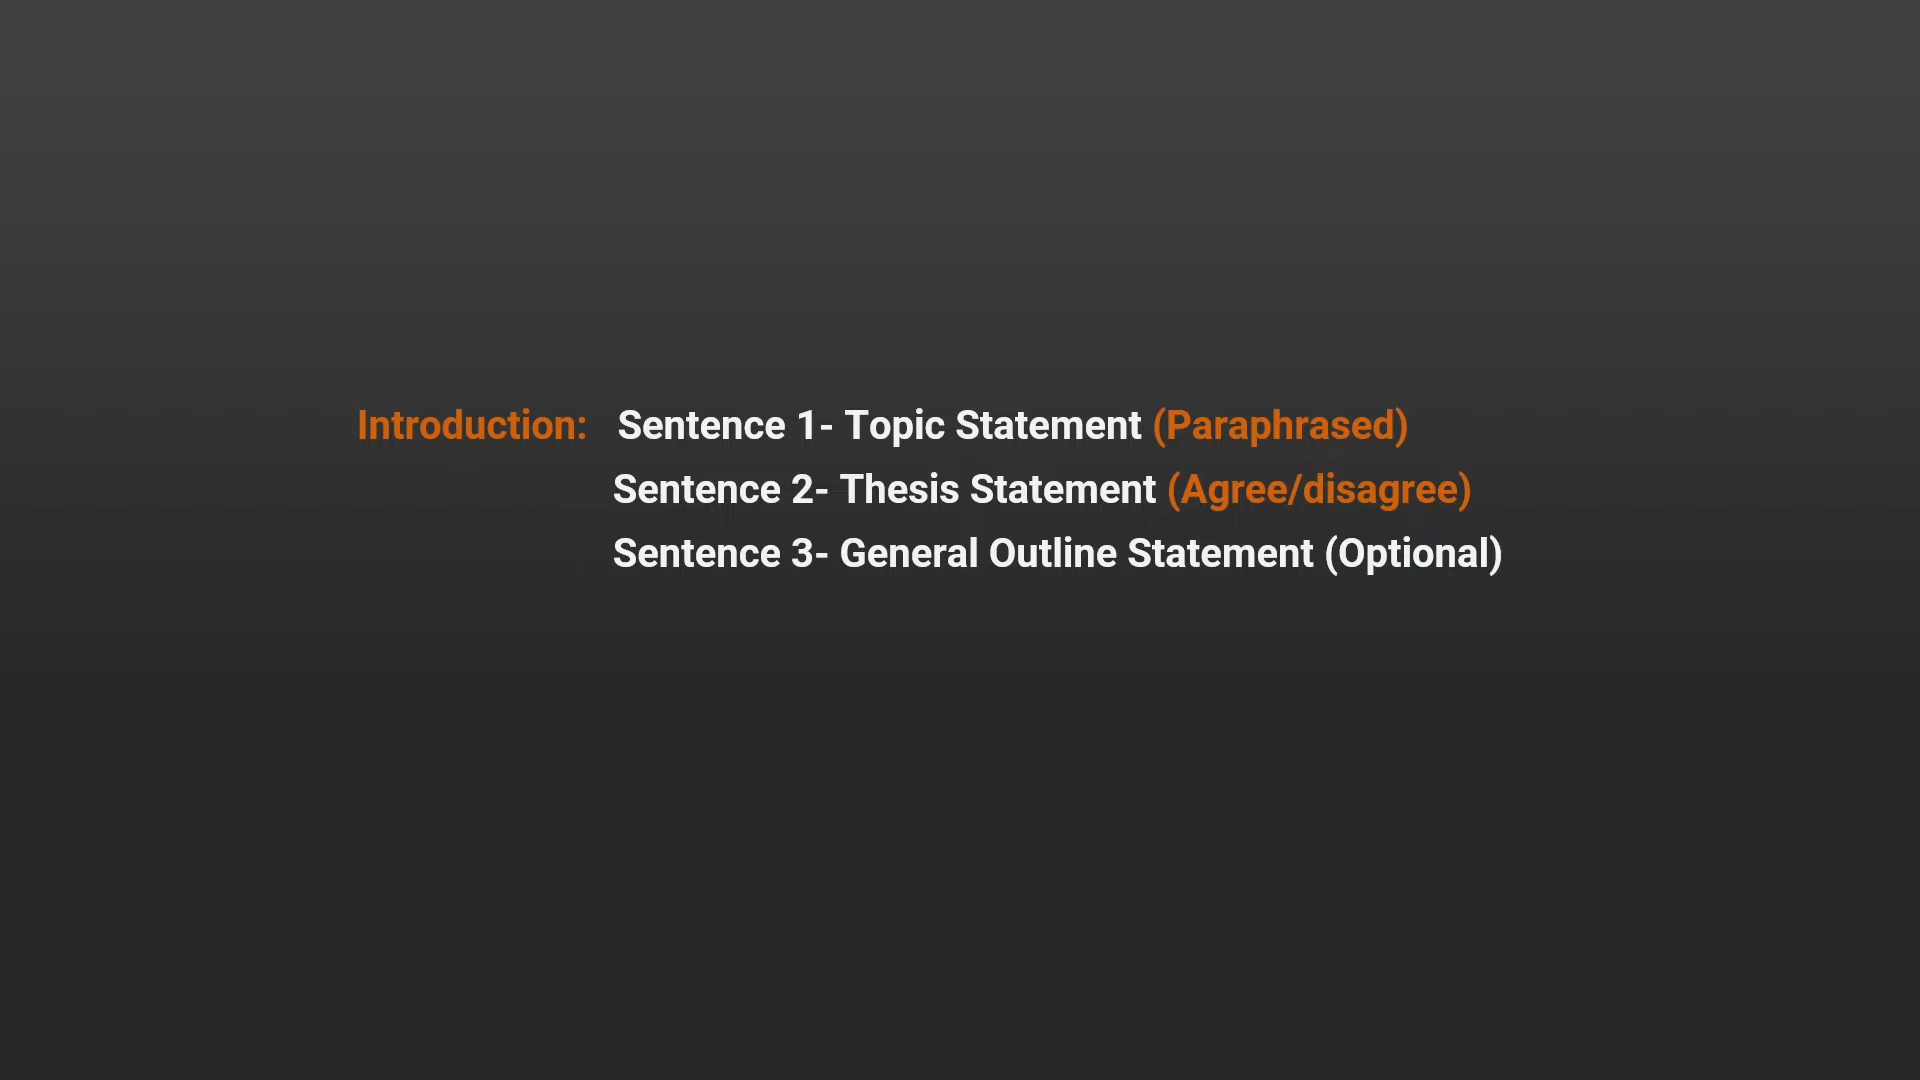 Introduction: Sentence 1- Topic Statement (Paraphrased)
Sentence 2- Thesis Statement (Agree/disagree)
Sentence 3- General Outline Statement (Optional)